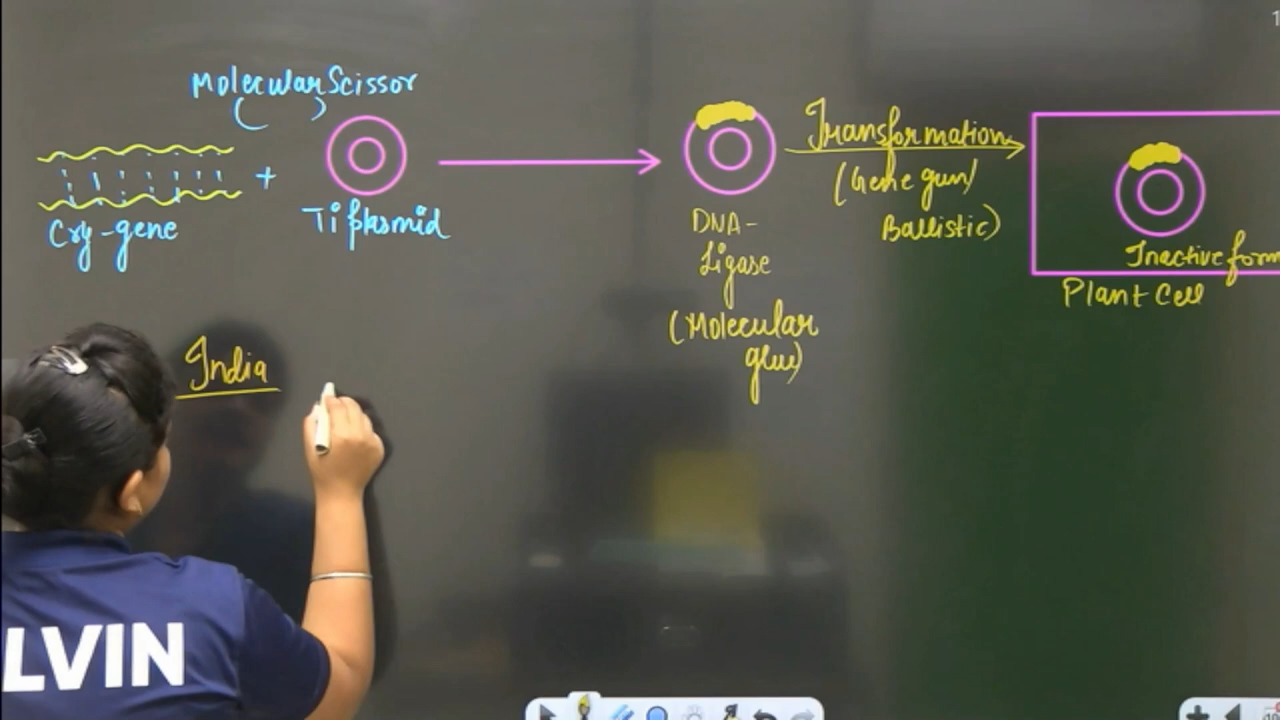 Molecular Scissor
( )
+
Cry-gene
Ti plasmid
DNA-
Ligase
(Molecular
glue)
Transformation
(Gene gun/
Ballistic)
Inactive form
Plant Cell
India
LVIN